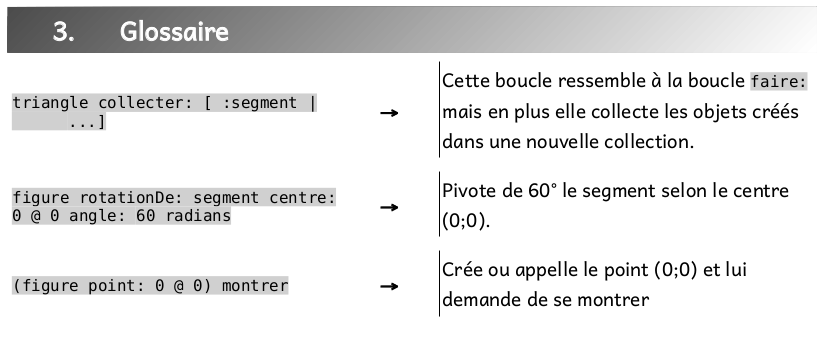 3. Glossaire
triangle collecter: [ :segment |
...]
→
Cette boucle ressemble à la boucle faire:
mais en plus elle collecte les objets créés
dans une nouvelle collection.
figure rotationDe: segment centre:
0 @ 0 angle: 60 radians
→
Pivote de 60° le segment selon le centre
(0;0).
(figure point: 0 @ 0) montrer
→
Crée ou appelle le point (0;0) et lui
demande de se montrer